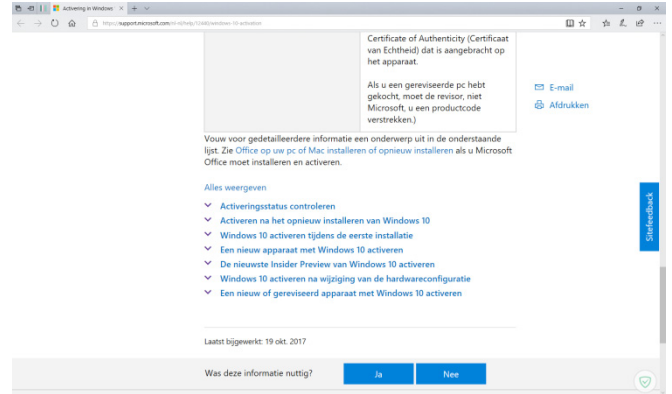 Activering in Windows
https://support.microsoft.com/nl-nl/help/12440/windows-10-activation
Certificate of Authenticity (Certificaat
van Echtheid) dat is aangebracht op
het apparaat.
Als u een gereviseerde pc hebt
gekocht, moet de revisor, niet
Microsoft, u een productcode
verstrekken.)
E-mail
Afdrukken
Vouw voor gedetailleerdere informatie een onderwerp uit in de onderstaande
lijst. Zie Office op uw pc of Mac installeren of opnieuw installeren als u Microsoft
Office moet installeren en activeren.
Alles weergeven
Activeringsstatus controleren
Activeren na het opnieuw installeren van Windows 10
Windows 10 activeren tijdens de eerste installatie
Een nieuw apparaat met Windows 10 activeren
De nieuwste Insider Preview van Windows 10 activeren
Windows 10 activeren na wijziging van de hardwareconfiguratie
Een nieuw of gereviseerd apparaat met Windows 10 activeren
Sitefeedback
Laatst bijgewerkt: 19 okt. 2017
Was deze informatie nuttig?
Ja
Nee